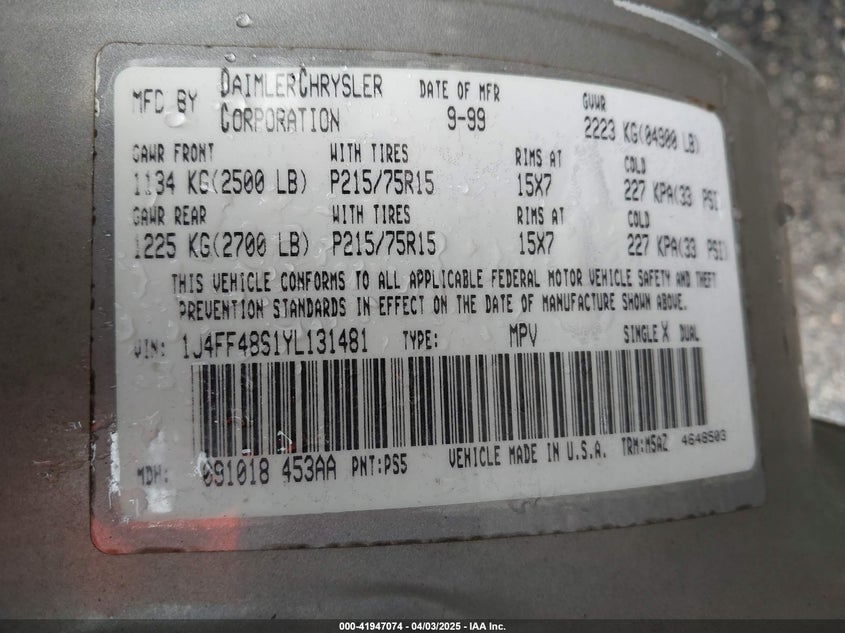 MFD BY DAIMLERCHRYSLER CORPORATION DATE OF MFR 9-99 GVWR 2223 KG(04900 LB)
GAWR FRONT WITH TIRES RIMS AT COLD
1134 KG(2500 LB) P215/75R15 15X7 227 KPA(33 PSI
GAWR REAR WITH TIRES RIMS AT COLD
1225 KG(2700 LB) P215/75R15 15X7 227 KPA(33 PSI)
THIS VEHICLE CONFORMS TO ALL APPLICABLE FEDERAL MOTOR VEHICLE SAFETY AND THEFT
PREVENTION STANDARDS IN EFFECT ON THE DATE OF MANUFACTURE SHOWN ABOVE.
VIN: 1J4FF48S1YL131481 TYPE: MPV SINGLE X DUAL
MDH: 091018 453AA PNT:PS5 VEHICLE MADE IN U.S.A. TRM:M5AZ 4648503
000-41947074 | 04/03/2025 - IAA Inc.